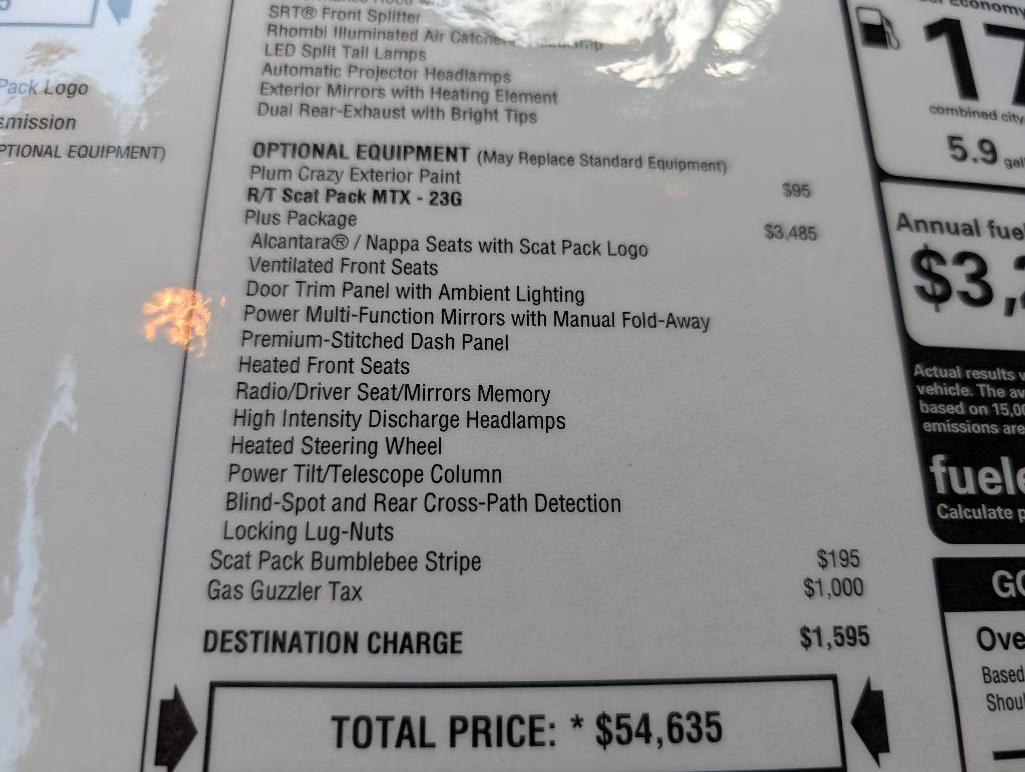 SRT® Front Splitter
Rhombi Illuminated Air Catcher
LED Split Tail Lamps
Automatic Projector Headlamps
Exterior Mirrors with Heating Element
Dual Rear-Exhaust with Bright Tips
Pack Logo
smission
PTIONAL EQUIPMENT)
OPTIONAL EQUIPMENT (May Replace Standard Equipment)
Plum Crazy Exterior Paint $95
R/T Scat Pack MTX - 23G
Plus Package $3,485
Alcantara® / Nappa Seats with Scat Pack Logo
Ventilated Front Seats
Door Trim Panel with Ambient Lighting
Power Multi-Function Mirrors with Manual Fold-Away
Premium-Stitched Dash Panel
Heated Front Seats
Radio/Driver Seat/Mirrors Memory
High Intensity Discharge Headlamps
Heated Steering Wheel
Power Tilt/Telescope Column
Blind-Spot and Rear Cross-Path Detection
Locking Lug-Nuts
Scat Pack Bumblebee Stripe $195
Gas Guzzler Tax $1,000
DESTINATION CHARGE $1,595
TOTAL PRICE: * $54,635
Economy
17
combined city
5.9 gall
Annual fuel
$3,
Actual results
vehicle. The av
based on 15,00
emissions are
fuele
Calculate p
GO
Ove
Based
Shou